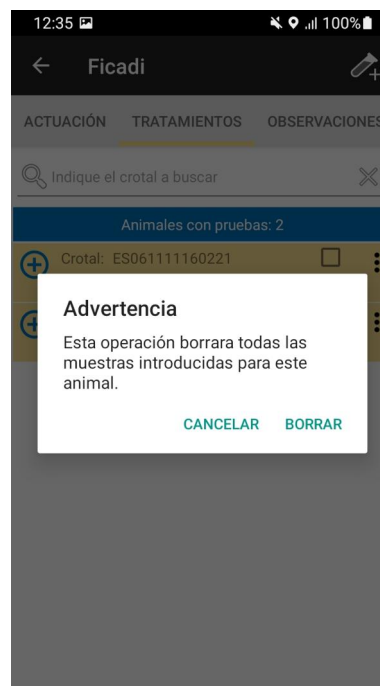 12:35 100%
Ficadi
ACTUACIÓN TRATAMIENTOS OBSERVACIONES
Indique el crotal a buscar
Animales con pruebas: 2
Crotal: ES061111160221
Advertencia
Esta operación borrara todas las
muestras introducidas para este
animal.
CANCELAR BORRAR